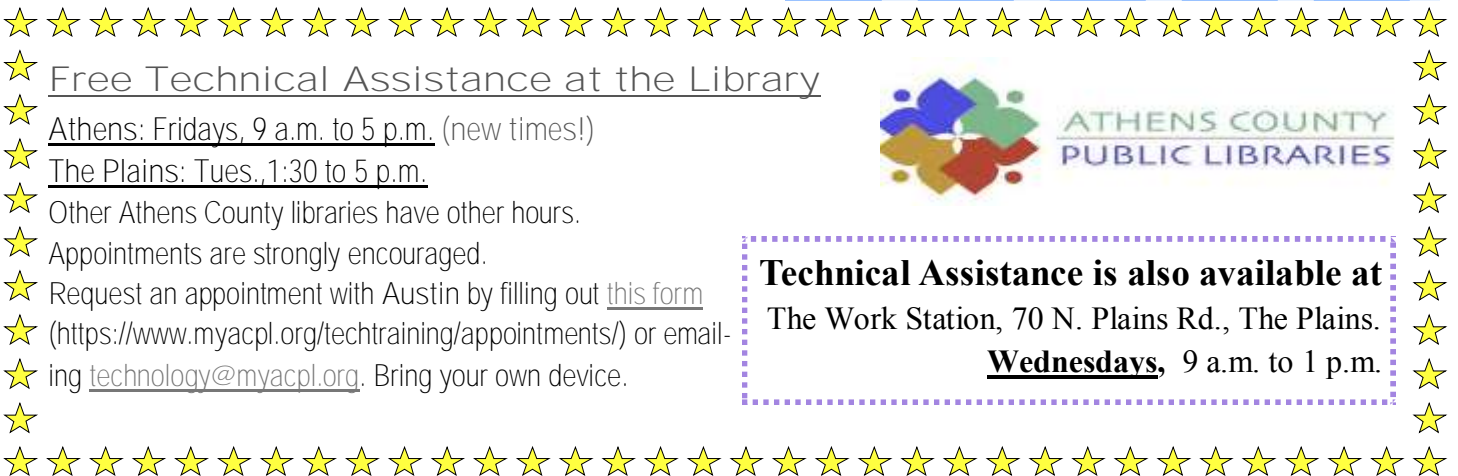 Free Technical Assistance at the Library
Athens: Fridays, 9 a.m. to 5 p.m. (new times!)
The Plains: Tues.,1:30 to 5 p.m.
Other Athens County libraries have other hours.
Appointments are strongly encouraged.
Request an appointment with Austin by filling out this form
(https://www.myacpl.org/techtraining/appointments/) or email-
ing technology@myacpl.org. Bring your own device.
ATHENS COUNTY
PUBLIC LIBRARIES
Technical Assistance is also available at
The Work Station, 70 N. Plains Rd., The Plains.
Wednesdays, 9 a.m. to 1 p.m.